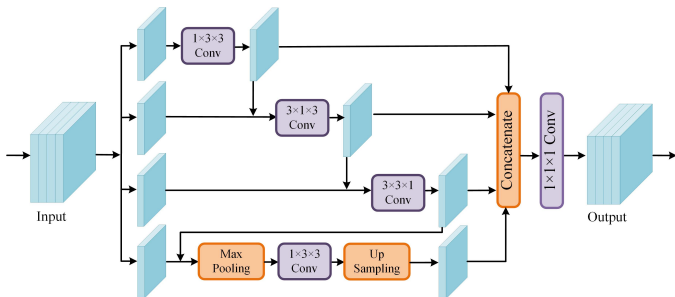 1×3×3
Conv
3×1×3
Conv
3×3×1
Conv
Max
Pooling
1×3×3
Conv
Up
Sampling
Concatenate
1×1×1 Conv
Input
Output